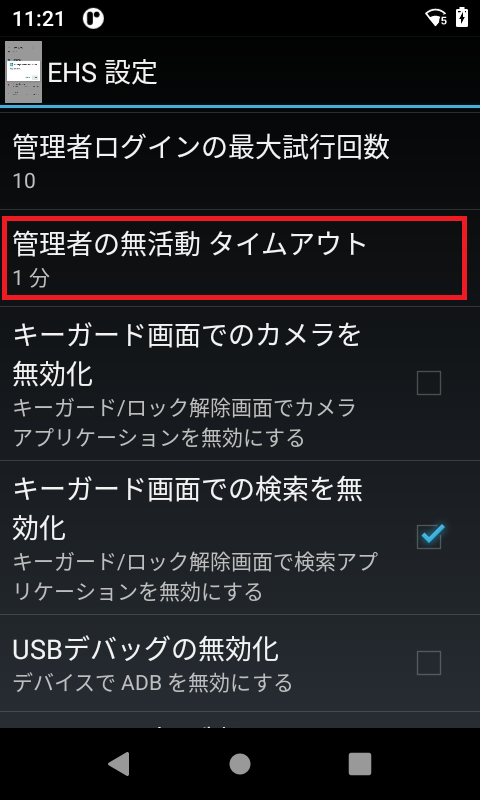 11:21
5
EHS 設定
管理者ログインの最大試行回数
10
管理者の無活動 タイムアウト
1 分
キーガード画面でのカメラを
無効化
キーガード/ロック解除画面でカメラ
アプリケーションを無効にする
キーガード画面での検索を無
効化
キーガード/ロック解除画面で検索アプ
リケーションを無効にする
USBデバッグの無効化
デバイスで ADB を無効にする